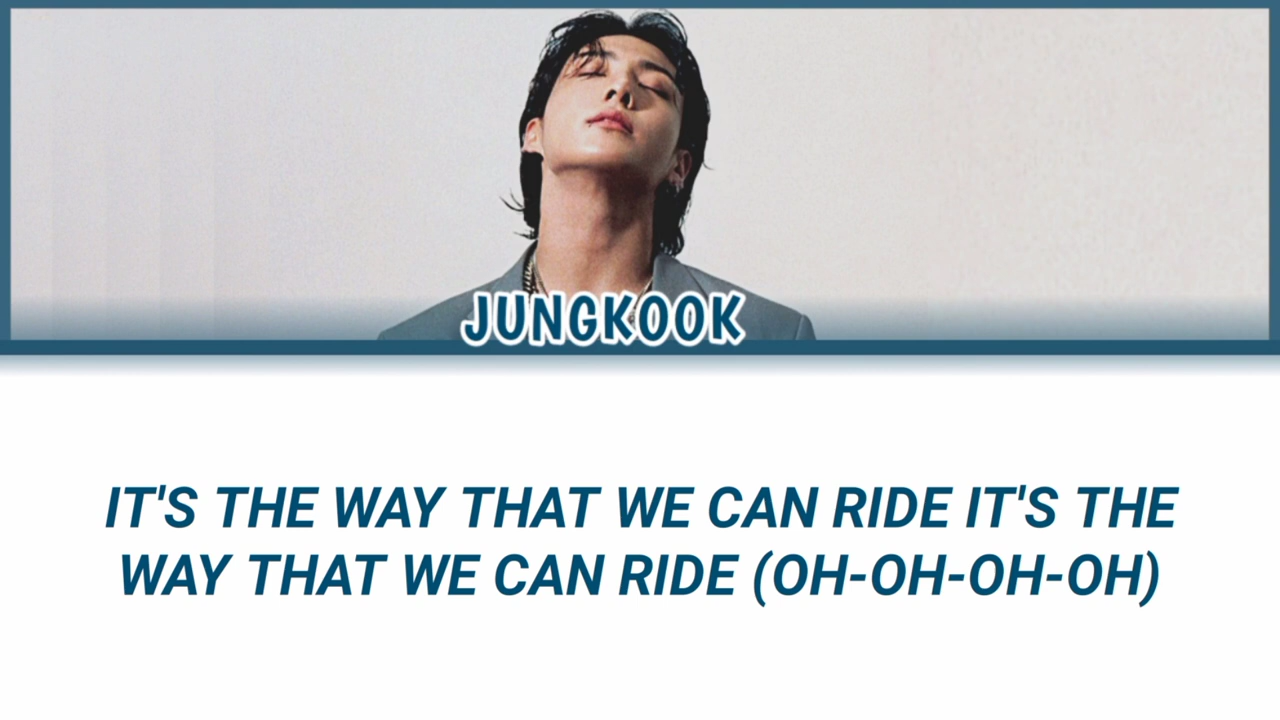 JUNGKOOK
IT'S THE WAY THAT WE CAN RIDE IT'S THE
WAY THAT WE CAN RIDE (OH-OH-OH-OH)